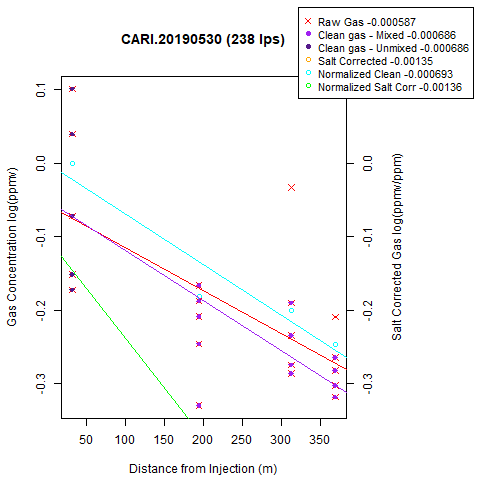 CARI.20190530 (238 lps)
Raw Gas -0.000587
Clean gas - Mixed -0.000686
Clean gas - Unmixed -0.000686
Salt Corrected -0.00135
Normalized Clean -0.000693
Normalized Salt Corr -0.00136
Gas Concentration log(ppmv)
0.1
0.0
-0.1
-0.2
-0.3
0.0
-0.1
-0.2
-0.3
Salt Corrected Gas log(ppmv/ppm)
50 100 150 200 250 300 350
Distance from Injection (m)